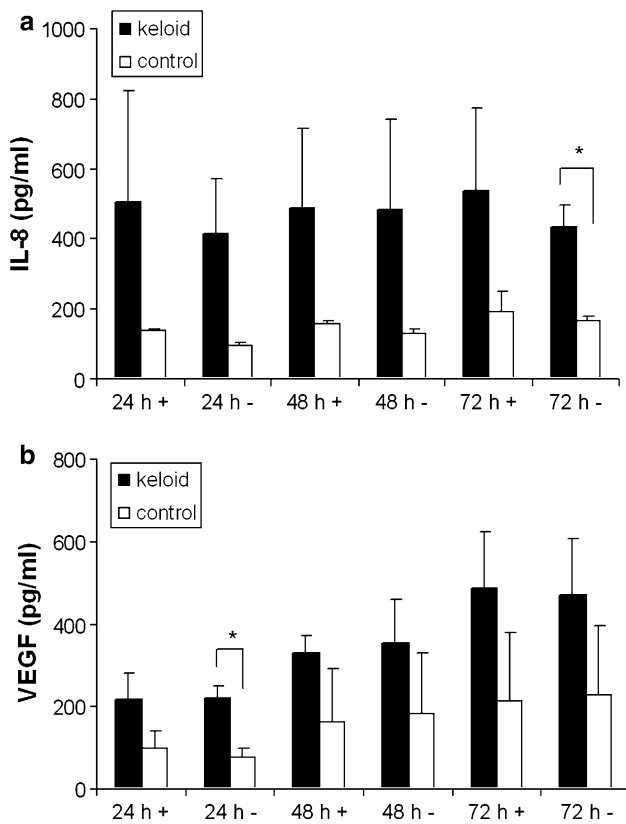 a
keloid
control
IL-8 (pg/ml)
1000
800
600
400
200
0
*
24 h +
24 h -
48 h +
48 h -
72 h +
72 h -
b
keloid
control
VEGF (pg/ml)
800
600
400
200
0
*
24 h +
24 h -
48 h +
48 h -
72 h +
72 h -